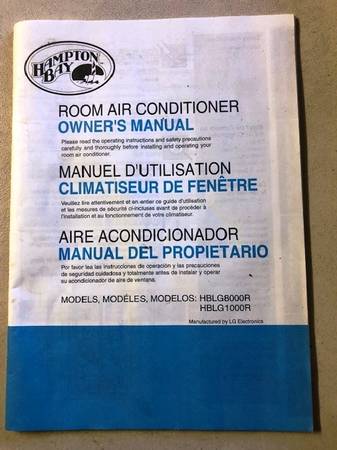 HAMPTON
BAY
ROOM AIR CONDITIONER
OWNER'S MANUAL
Please read the operating instructions and safety precautions
carefully and thoroughly before installing and operating your
room air conditioner.
MANUEL D'UTILISATION
CLIMATISEUR DE FENÊTRE
Veuillez lire attentivement et en entier ce guide d'utilisation
et les mesures de sécurité ci-incluses avant de procéder à
l'installation et au fonctionnement de votre climatiseur.
AIRE ACONDICIONADOR
MANUAL DEL PROPIETARIO
Por favor lea las instrucciones de operación y las precauciones
de seguridad cuidadosa y totalmente antes de instalar y operar
su acondicionador de aire de ventana.
MODELS, MODÈLES, MODELOS: HBLG8000R
HBLG1000R
Manufactured by LG Electronics